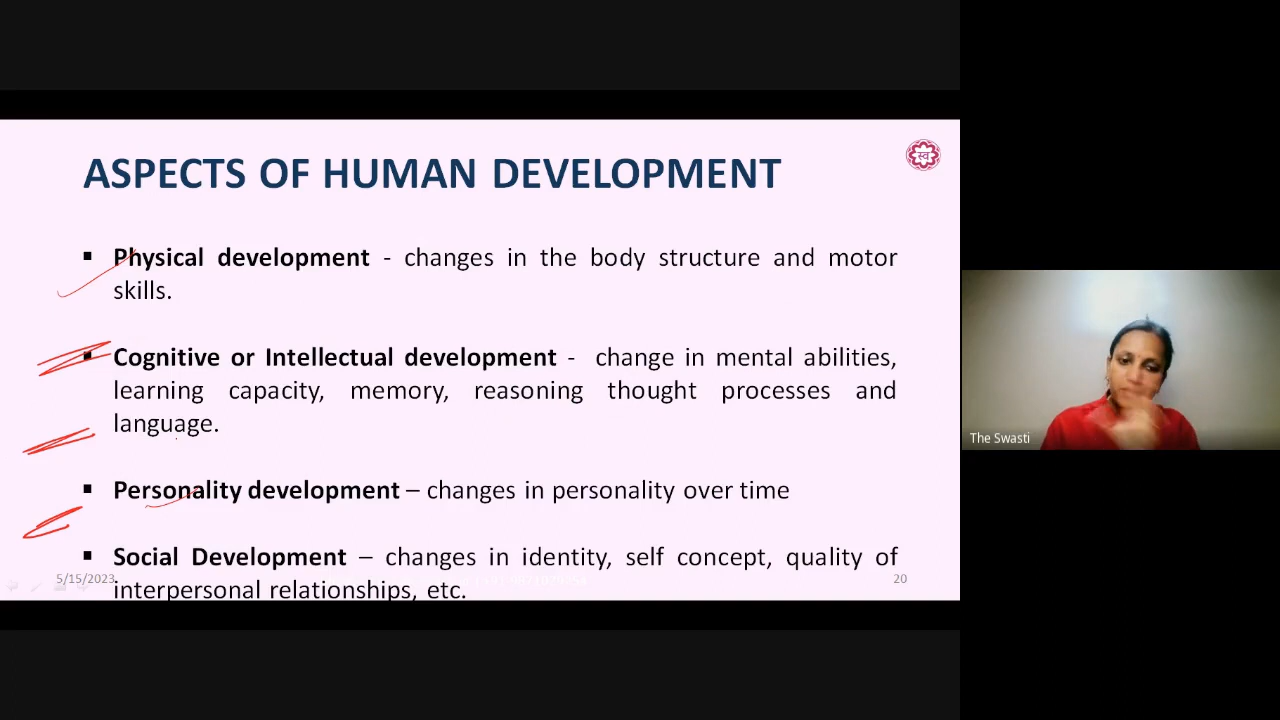 ASPECTS OF HUMAN DEVELOPMENT
स्व
▪ Physical development - changes in the body structure and motor
skills.
▪ Cognitive or Intellectual development - change in mental abilities,
learning capacity, memory, reasoning thought processes and
language.
▪ Personality development – changes in personality over time
▪ Social Development – changes in identity, self concept, quality of
5/15/2023
20
interpersonal relationships, etc.
The Swasti